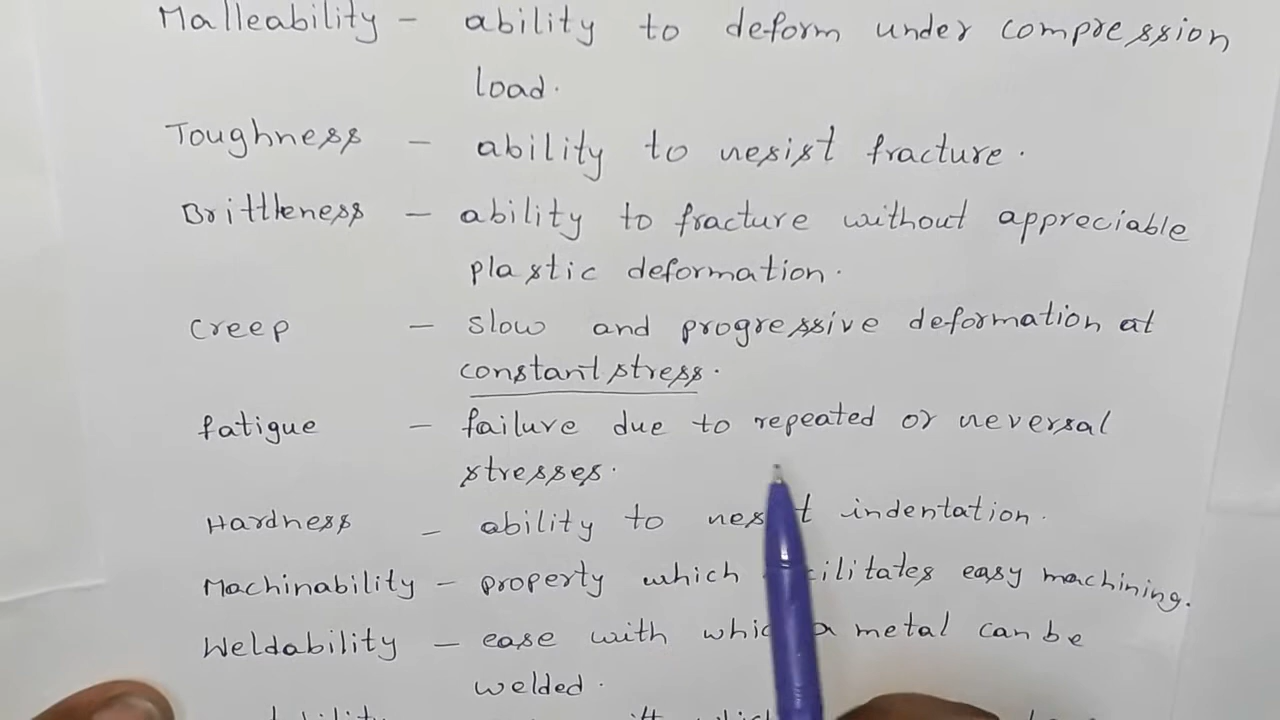 Malleability - ability to deform under compression
load.
Toughness - ability to resist fracture.
Brittleness - ability to fracture without appreciable
plastic deformation.
Creep - slow and progressive deformation at
constant stress.
fatigue - failure due to repeated or reversal
stresses.
Hardness - ability to indentation.
Machinability - property which easy machining.
Weldability - ease with a metal can be
welded.